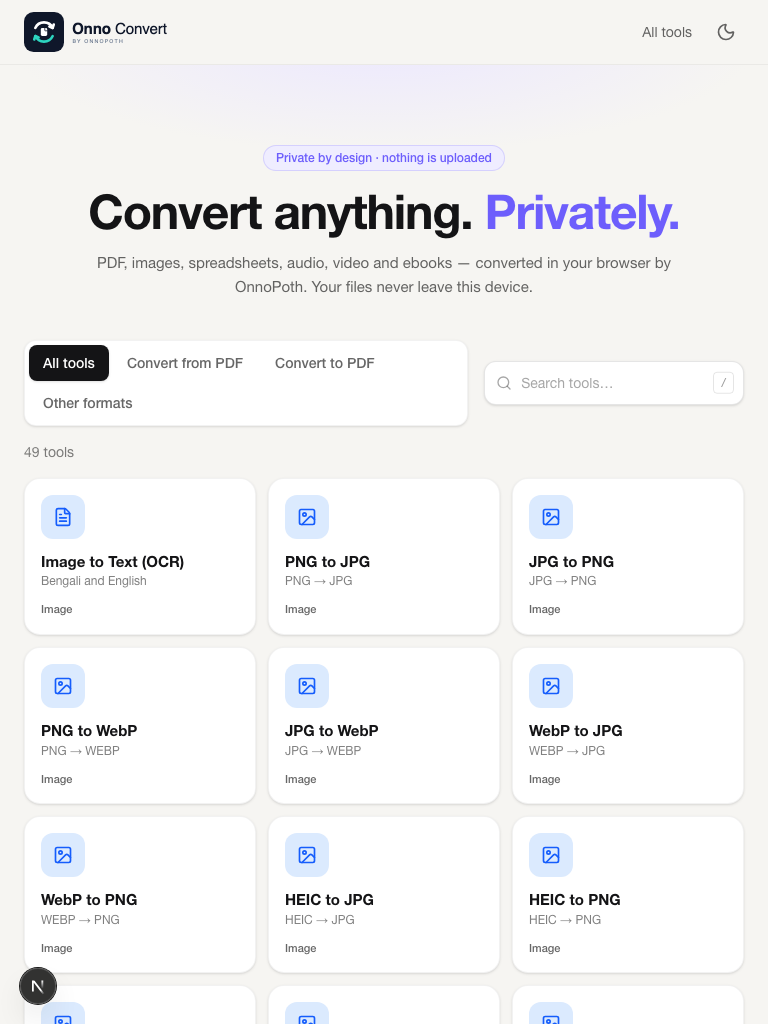 Onno Convert
BY ONNOPOTH
All tools
Private by design · nothing is uploaded
Convert anything. Privately.
PDF, images, spreadsheets, audio, video and ebooks — converted in your browser by
OnnoPoth. Your files never leave this device.
All tools
Convert from PDF
Convert to PDF
Other formats
Search tools...
/
49 tools
Image to Text (OCR)
Bengali and English
Image
PNG to JPG
PNG → JPG
Image
JPG to PNG
JPG → PNG
Image
PNG to WebP
PNG → WEBP
Image
JPG to WebP
JPG → WEBP
Image
WebP to JPG
WEBP → JPG
Image
WebP to PNG
WEBP → PNG
Image
HEIC to JPG
HEIC → JPG
Image
HEIC to PNG
HEIC → PNG
Image
N